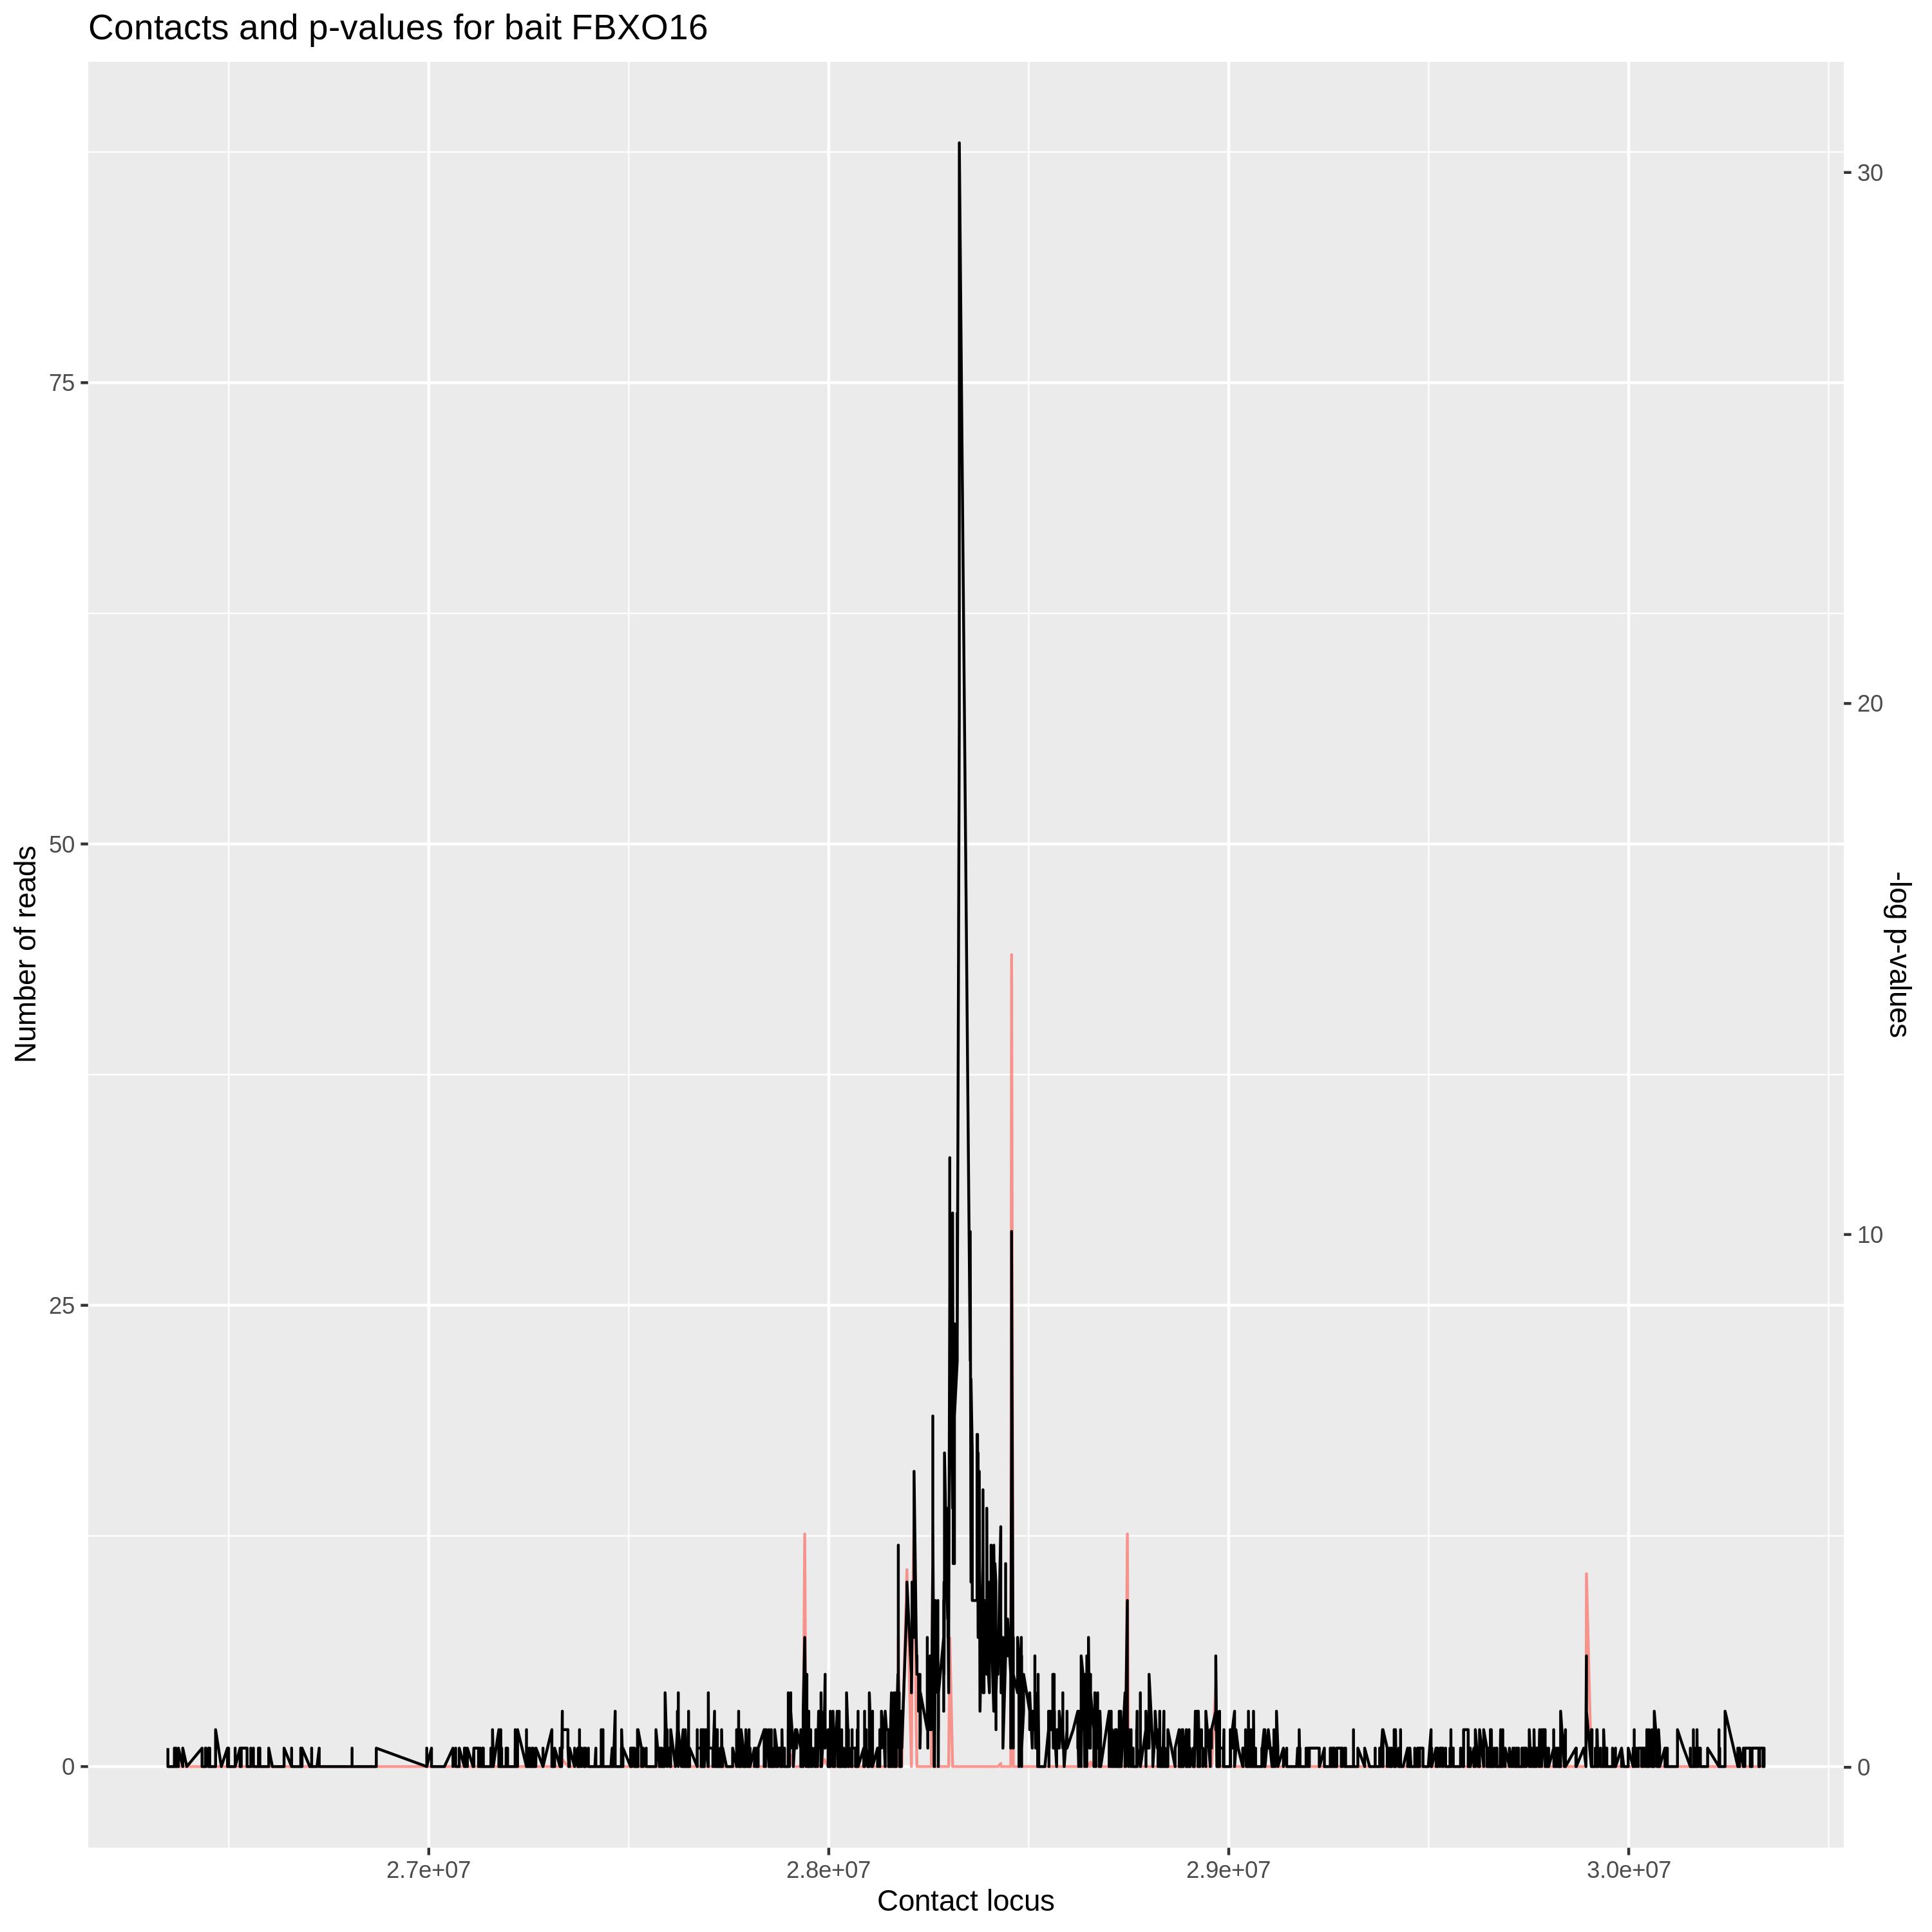 Contacts and p-values for bait FBXO16
Number of reads
75
50
25
0
30
20
10
0
-log p-values
2.7e+07
2.8e+07
2.9e+07
3.0e+07
Contact locus